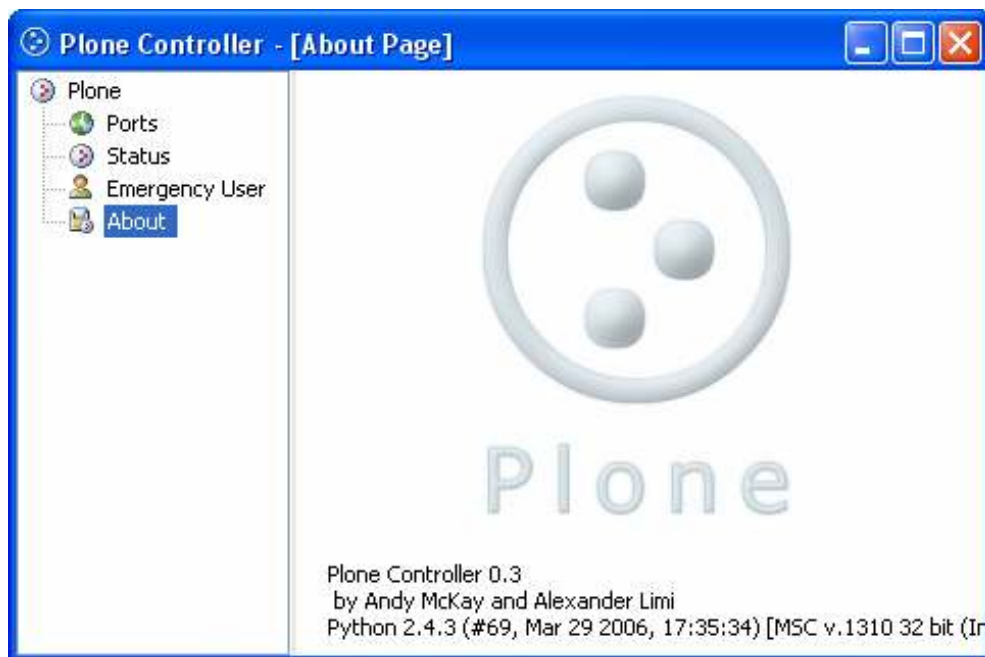 Plone Controller - [About Page]
Plone
Ports
Status
Emergency User
About
Plone
Plone Controller 0.3
by Andy McKay and Alexander Limi
Python 2.4.3 (#69, Mar 29 2006, 17:35:34) [MSC v.1310 32 bit (In